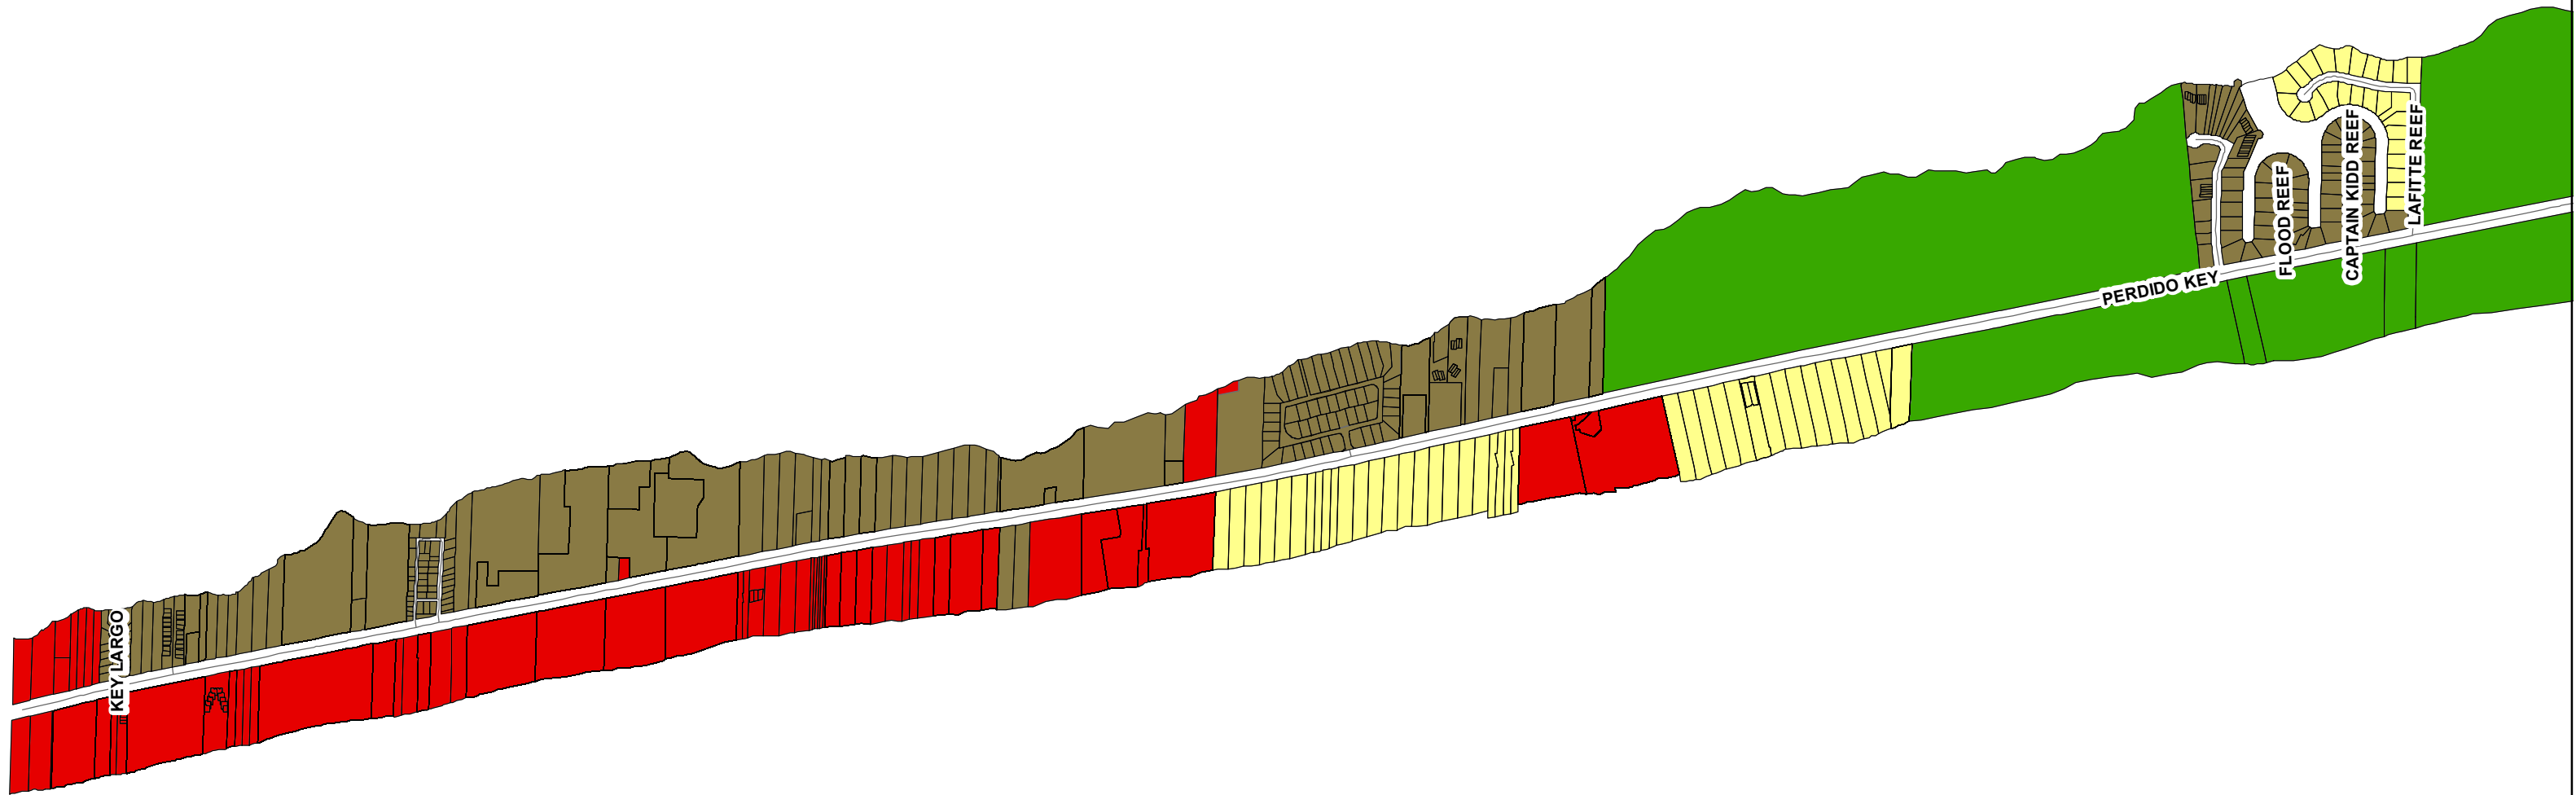 KEY LARGO
PERDIDO KEY
FLOOD REEF
CAPTAIN KIDD REEF
LAFITTE REEF